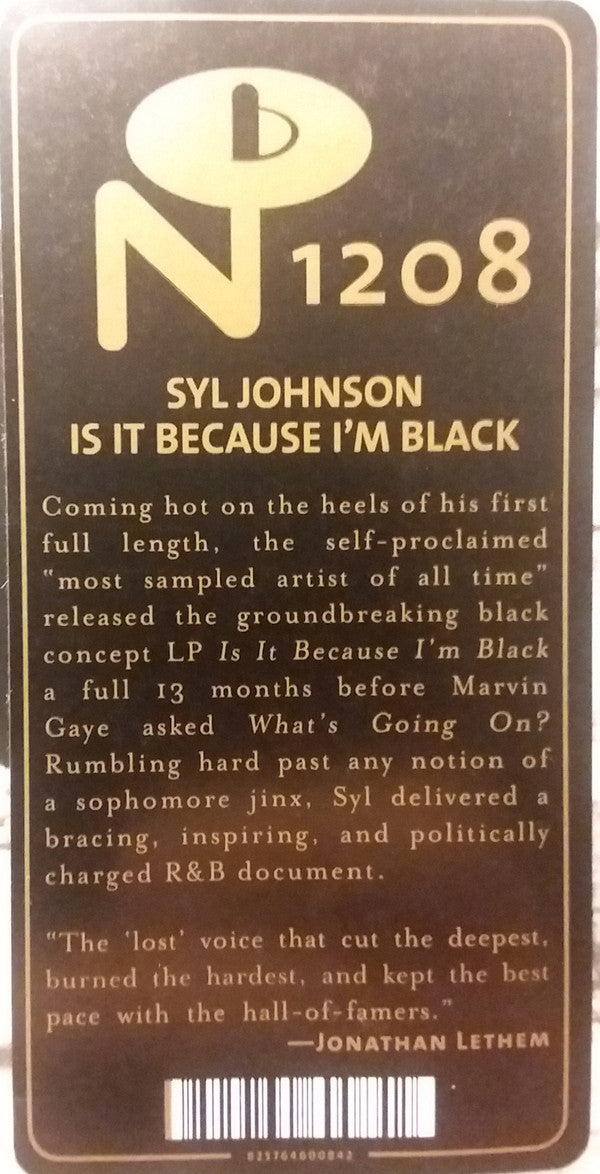 N 1208
SYL JOHNSON
IS IT BECAUSE I'M BLACK
Coming hot on the heels of his first
full length, the self-proclaimed
"most sampled artist of all time"
released the groundbreaking black
concept LP Is It Because I'm Black
a full 13 months before Marvin
Gaye asked What's Going On?
Rumbling hard past any notion of
a sophomore jinx, Syl delivered a
bracing, inspiring, and politically
charged R&B document.
"The 'lost' voice that cut the deepest,
burned the hardest, and kept the best
pace with the hall-of-famers."
—JONATHAN LETHEM